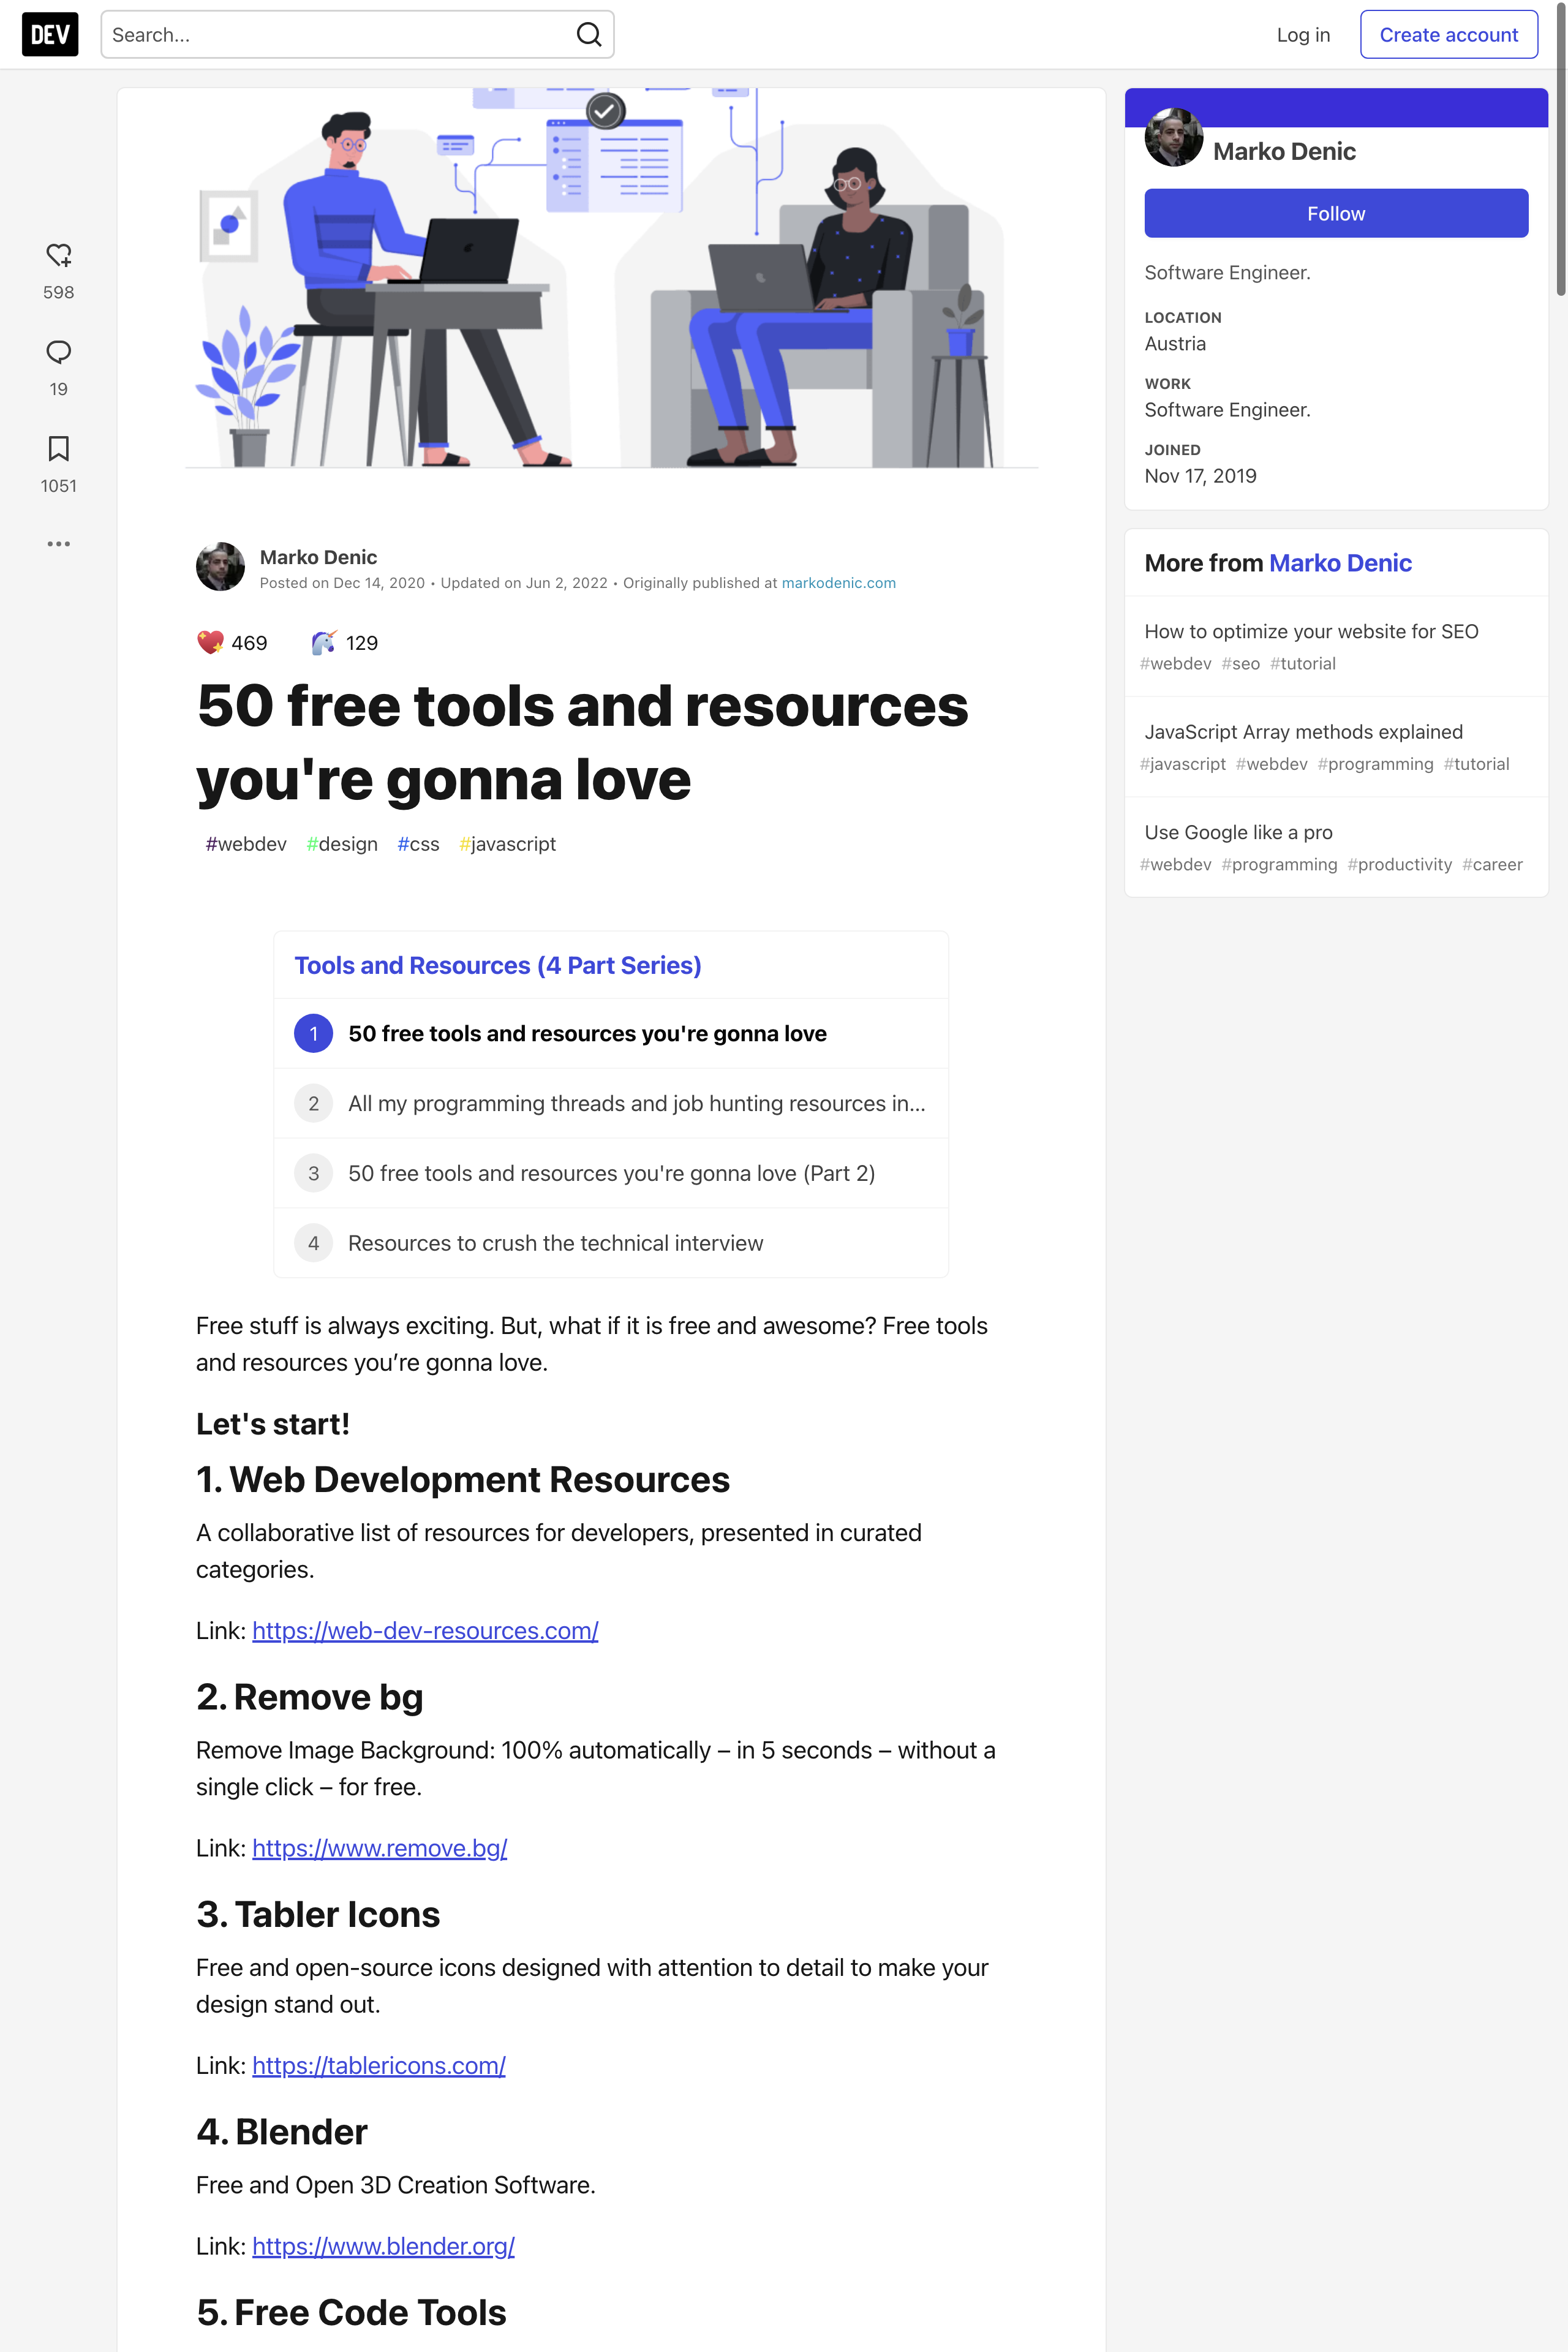 DEV
Search...
Log in
Create account
598
19
1051
Marko Denic
Posted on Dec 14, 2020 • Updated on Jun 2, 2022 • Originally published at markodenic.com
469 129
50 free tools and resources
you're gonna love
#webdev #design #css #javascript
Tools and Resources (4 Part Series)
1 50 free tools and resources you're gonna love
2 All my programming threads and job hunting resources in...
3 50 free tools and resources you're gonna love (Part 2)
4 Resources to crush the technical interview
Free stuff is always exciting. But, what if it is free and awesome? Free tools
and resources you’re gonna love.
Let's start!
1. Web Development Resources
A collaborative list of resources for developers, presented in curated
categories.
Link: https://web-dev-resources.com/
2. Remove bg
Remove Image Background: 100% automatically – in 5 seconds – without a
single click – for free.
Link: https://www.remove.bg/
3. Tabler Icons
Free and open-source icons designed with attention to detail to make your
design stand out.
Link: https://tablericons.com/
4. Blender
Free and Open 3D Creation Software.
Link: https://www.blender.org/
5. Free Code Tools
Marko Denic
Follow
Software Engineer.
LOCATION
Austria
WORK
Software Engineer.
JOINED
Nov 17, 2019
More from Marko Denic
How to optimize your website for SEO
#webdev #seo #tutorial
JavaScript Array methods explained
#javascript #webdev #programming #tutorial
Use Google like a pro
#webdev #programming #productivity #career